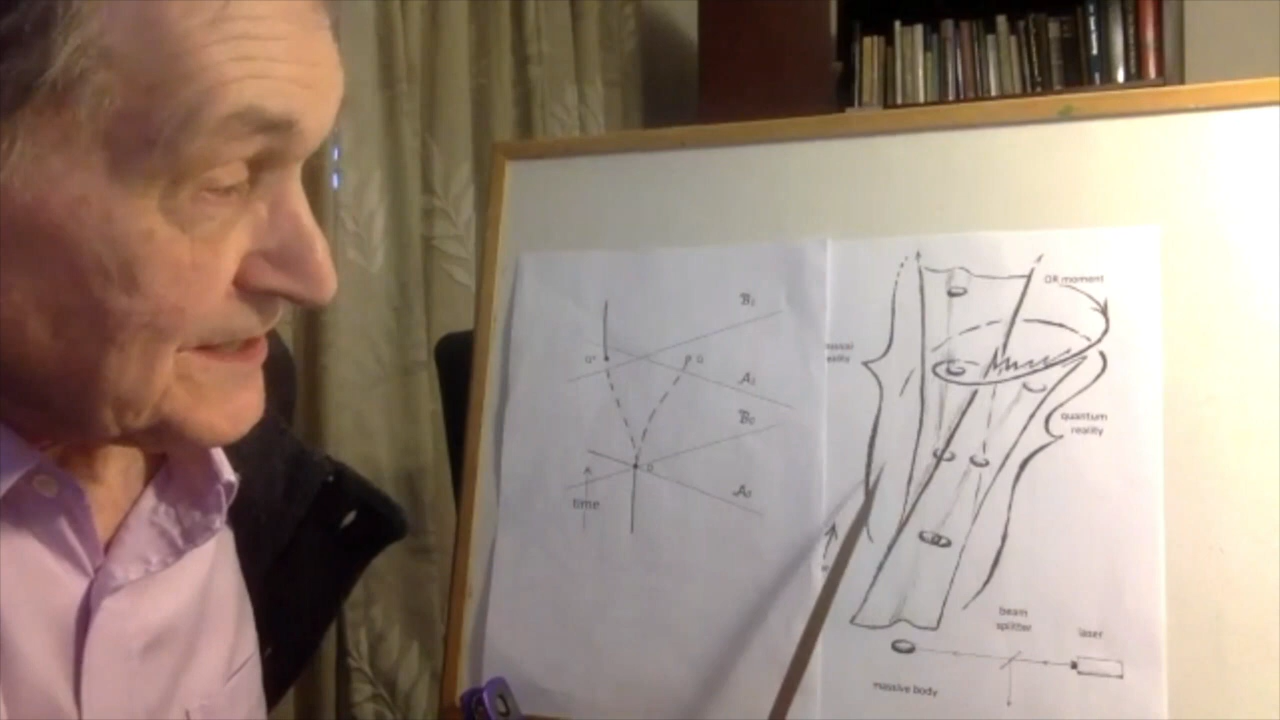 B₁
Q'
Q
A₁
B₀
P
A₀
time
OR moment
quantum
reality
beam
splitter
laser
massive body